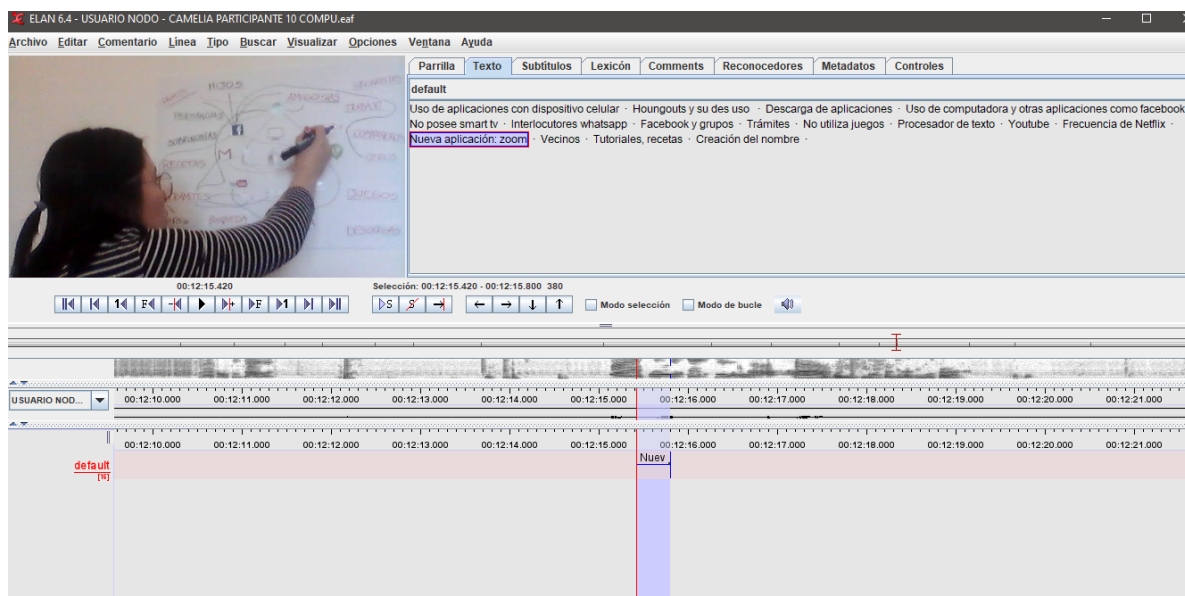 ELAN 6.4 - USUARIO NODO - CAMELIA PARTICIPANTE 10 COMPU.eaf
Archivo Editar Comentario Línea Tipo Buscar Visualizar Opciones Ventana Ayuda
HIJOS
AMIGOS/AS
TRABAJO
RECETAS
M
TRÁMITES
BUSQUEDA
JUEGOS
DESCARGAS
Parrilla Texto Subtítulos Lexicón Comments Reconocedores Metadatos Controles
default
Uso de aplicaciones con dispositivo celular · Houngouts y su des uso · Descarga de aplicaciones · Uso de computadora y otras aplicaciones como facebook
No posee smart tv · Interlocutores whatsapp · Facebook y grupos · Trámites · No utiliza juegos · Procesador de texto · Youtube · Frecuencia de Netflix ·
Nueva aplicación: zoom · Vecinos · Tutoriales, recetas · Creación del nombre ·
00:12:15.420
Selección: 00:12:15.420 - 00:12:15.800 380
1 F F 1 S S
Modo selección Modo de bucle
USUARIO NOD...
00:12:10.000 00:12:11.000 00:12:12.000 00:12:13.000 00:12:14.000 00:12:15.000 00:12:16.000 00:12:17.000 00:12:18.000 00:12:19.000 00:12:20.000 00:12:21.000
00:12:10.000 00:12:11.000 00:12:12.000 00:12:13.000 00:12:14.000 00:12:15.000 00:12:16.000 00:12:17.000 00:12:18.000 00:12:19.000 00:12:20.000 00:12:21.000
default
[16]
Nuev